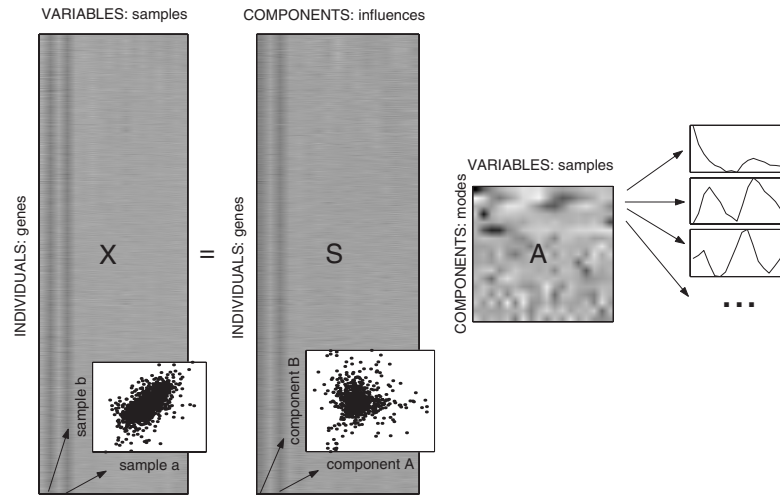 VARIABLES: samples
COMPONENTS: influences
INDIVIDUALS: genes
X
sample b
sample a
=
INDIVIDUALS: genes
S
component B
component A
VARIABLES: samples
COMPONENTS: modes
A
...